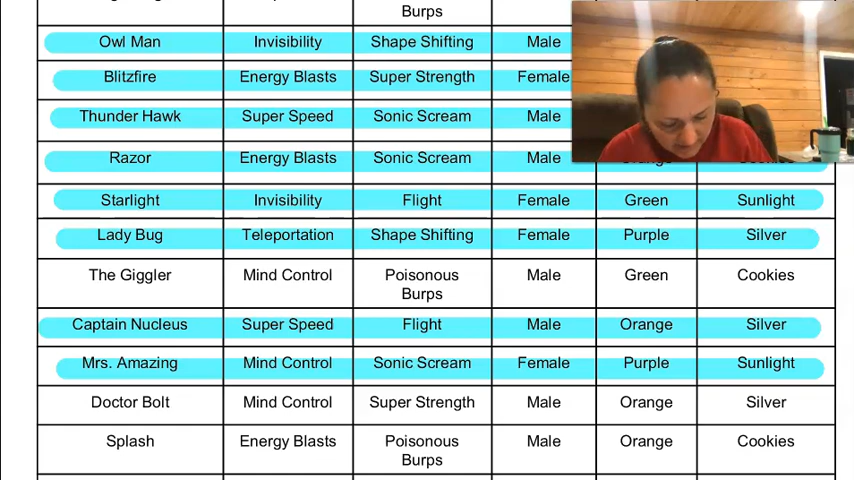 Burps
Owl Man Invisibility Shape Shifting Male
Blitzfire Energy Blasts Super Strength Female
Thunder Hawk Super Speed Sonic Scream Male
Razor Energy Blasts Sonic Scream Male
Starlight Invisibility Flight Female Green Sunlight
Lady Bug Teleportation Shape Shifting Female Purple Silver
The Giggler Mind Control Poisonous Burps Male Green Cookies
Captain Nucleus Super Speed Flight Male Orange Silver
Mrs. Amazing Mind Control Sonic Scream Female Purple Sunlight
Doctor Bolt Mind Control Super Strength Male Orange Silver
Splash Energy Blasts Poisonous Burps Male Orange Cookies